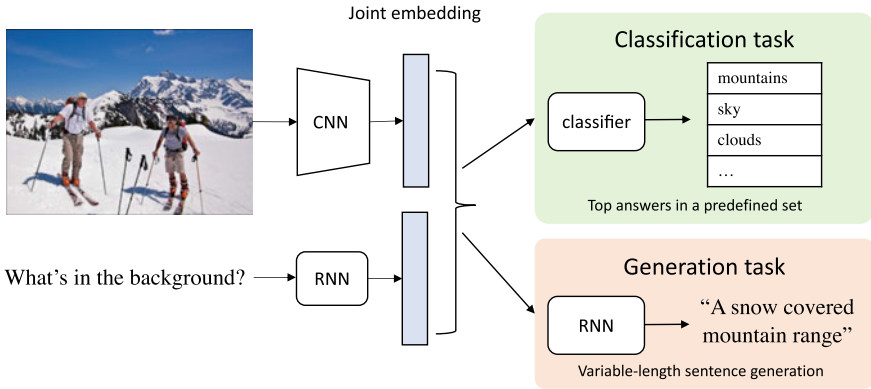 Joint embedding
CNN
What's in the background?
RNN
Classification task
classifier
mountains
sky
clouds
...
Top answers in a predefined set
Generation task
RNN
“A snow covered
mountain range”
Variable-length sentence generation